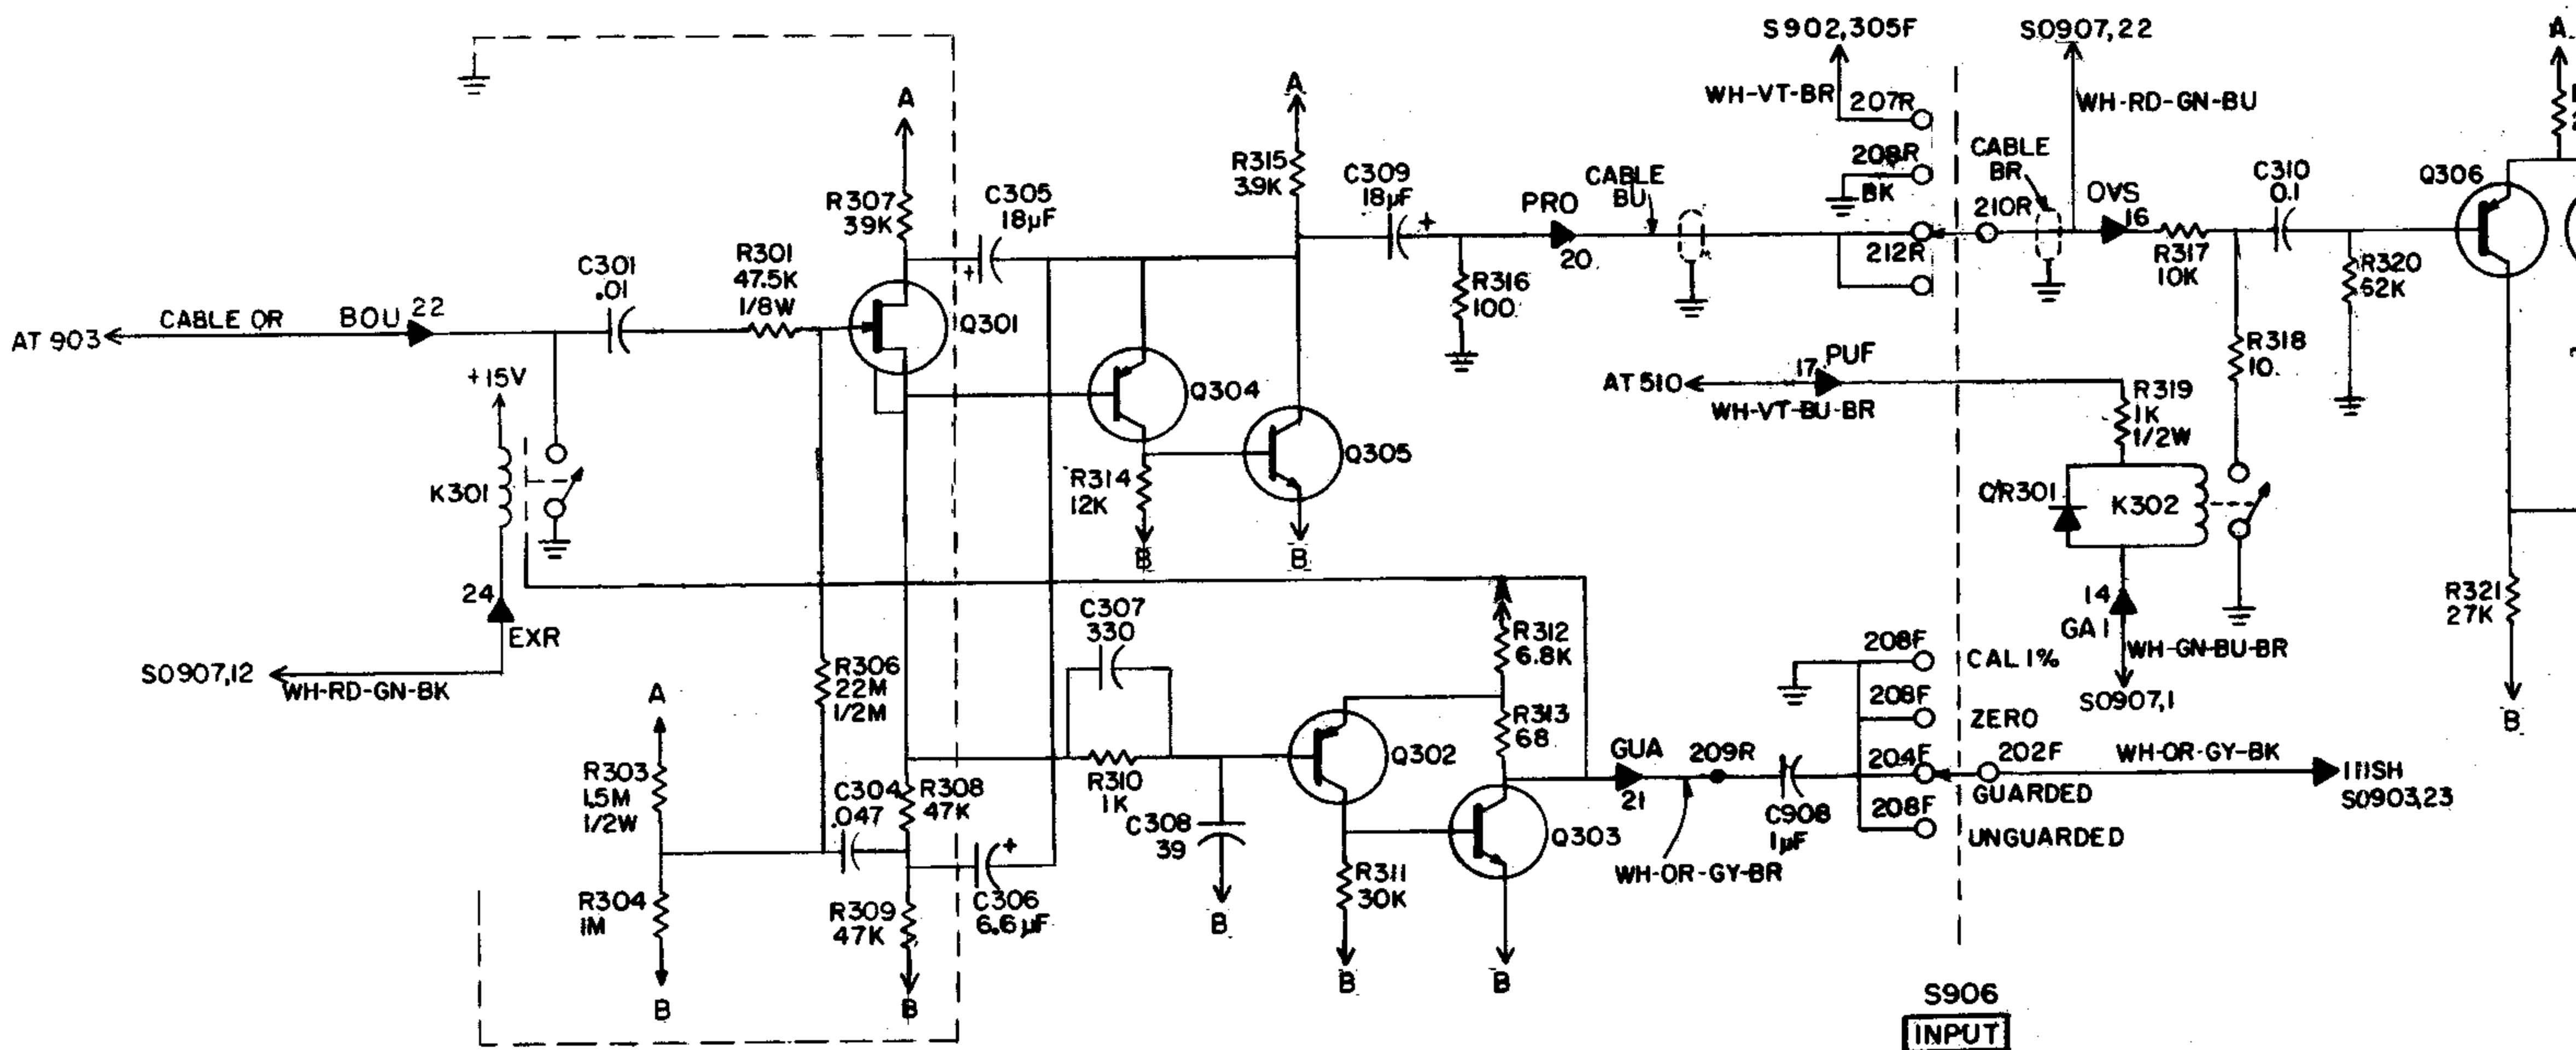 S902,305F
S0907,22
A
WH-VT-BR
207R
WH-RD-GN-BU
A
A
208R
BK
CABLE
BR
OVS
16
C310
0.1
Q306
R315
39K
C309
18µF
+
PRO
20
CABLE
BU
210R
212R
R317
10K
R320
62K
R307
39K
C305
18µF
+
R316
100
C301
.01
R301
47.5K
1/8W
Q301
AT 903
CABLE OR
BOU
22
R318
10
+15V
Q304
AT 510
17
PUF
WH-VT-BU-BR
R319
1K
1/2W
K301
R314
12K
Q305
CR301
K302
B
B
24
EXR
14
GA1
R321
27K
C307
330
R312
6.8K
208F
CAL 1%
WH-GN-BU-BR
S0907,12
WH-RD-GN-BK
R306
22M
1/2M
A
A
208F
ZERO
S0907,1
B
R313
68
Q302
GUA
21
209R
204F
202F
WH-OR-GY-BK
111SH
S0903,23
GUARDED
R303
1.5M
1/2W
C304
.047
R308
47K
R310
1K
C308
39
Q303
C908
1µF
208F
UNGUARDED
R304
1M
R309
47K
C306
6.6µF
+
R311
30K
WH-OR-GY-BR
B
B
B
B
B
S906
INPUT